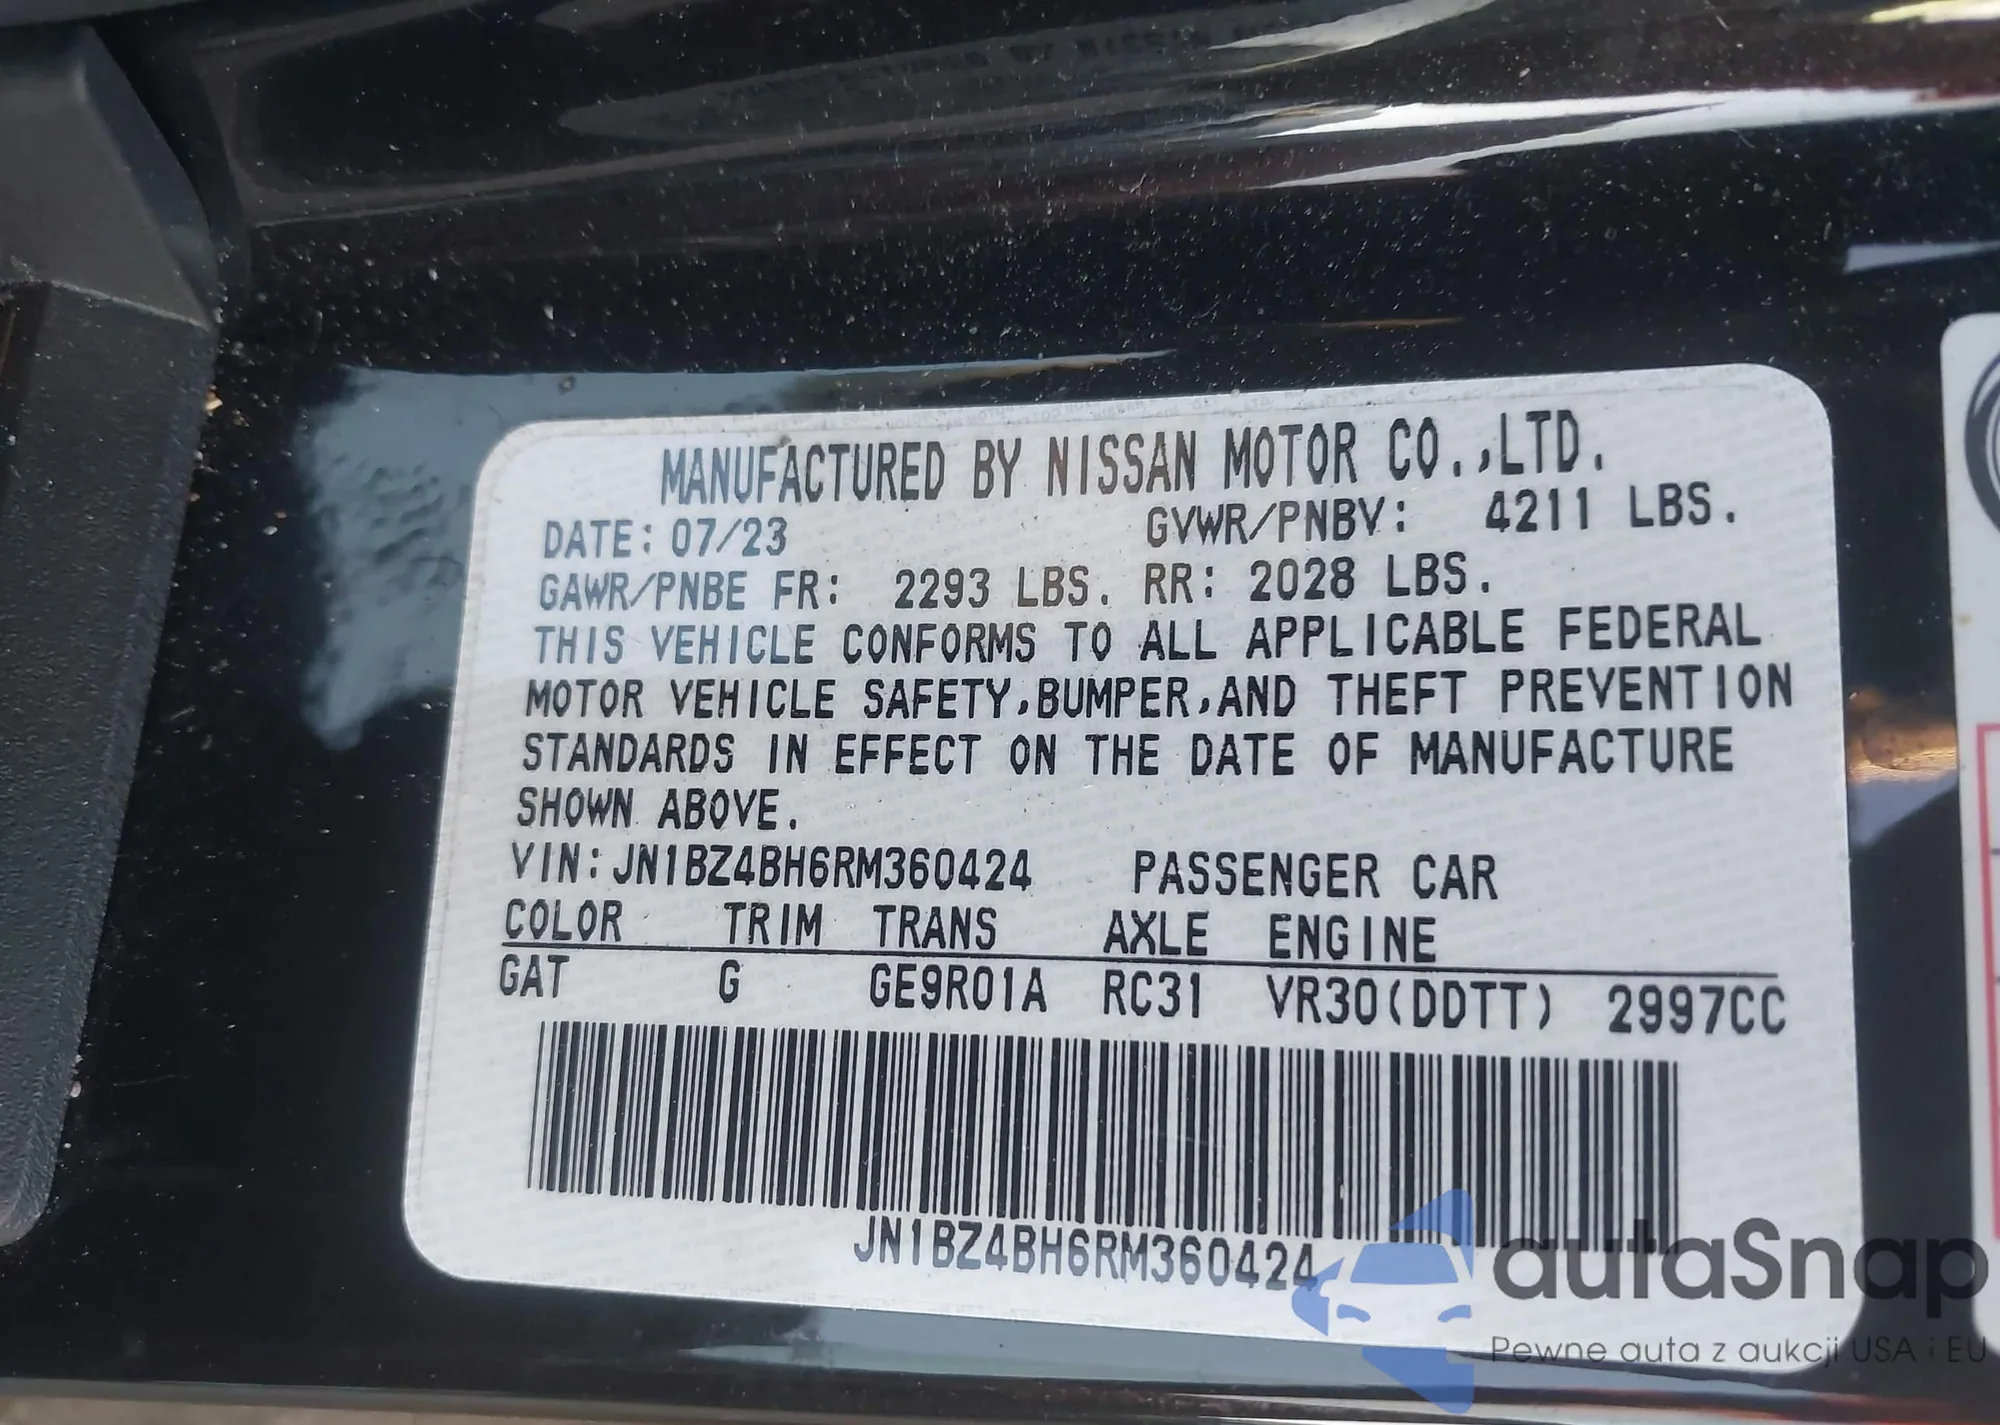 MANUFACTURED BY NISSAN MOTOR CO.,LTD.
DATE: 07/23 GVWR/PNBV: 4211 LBS.
GAWR/PNBE FR: 2293 LBS. RR: 2028 LBS.
THIS VEHICLE CONFORMS TO ALL APPLICABLE FEDERAL
MOTOR VEHICLE SAFETY,BUMPER,AND THEFT PREVENTION
STANDARDS IN EFFECT ON THE DATE OF MANUFACTURE
SHOWN ABOVE.
VIN:JN1BZ4BH6RM360424 PASSENGER CAR
COLOR TRIM TRANS AXLE ENGINE
GAT G GE9R01A RC31 VR30(DDTT) 2997CC
JN1BZ4BH6RM360424
autaSnap
Pewne auta z aukcji USA i EU